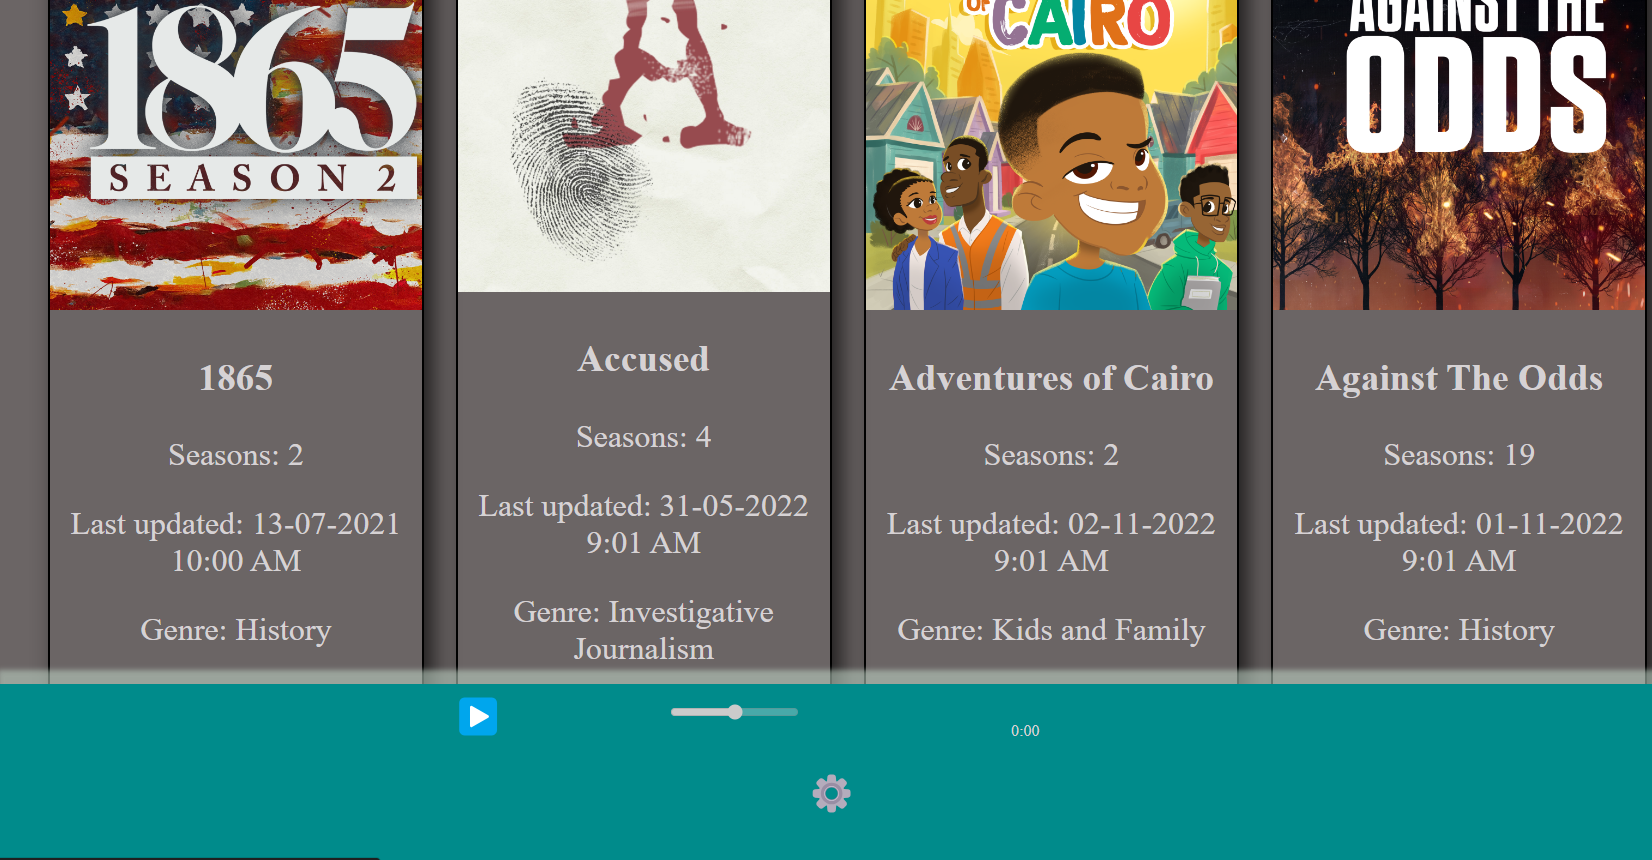 1865
SEASON 2
A
OF
CAIRO
AGAINST THE
ODDS
1865
Seasons: 2
Last updated: 13-07-2021
10:00 AM
Genre: History
Accused
Seasons: 4
Last updated: 31-05-2022
9:01 AM
Genre: Investigative
Journalism
Adventures of Cairo
Seasons: 2
Last updated: 02-11-2022
9:01 AM
Genre: Kids and Family
Against The Odds
Seasons: 19
Last updated: 01-11-2022
9:01 AM
Genre: History
0:00